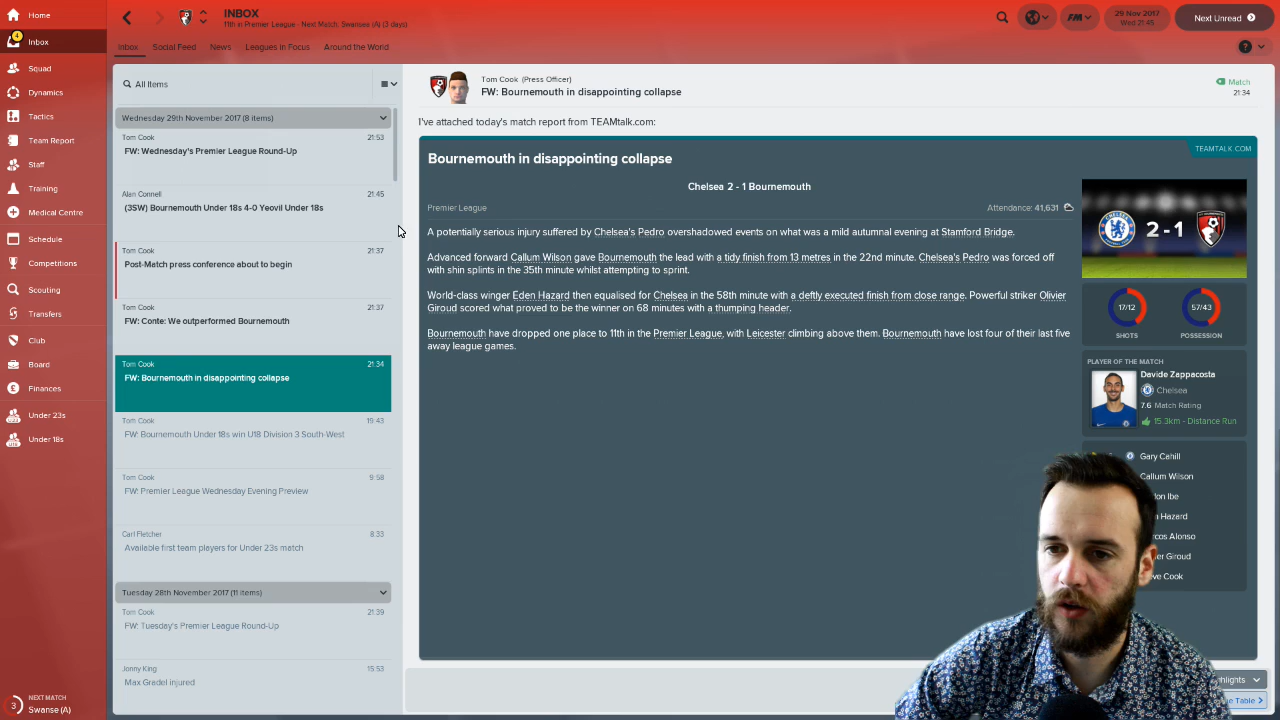 Home
4
Inbox
Squad
Dynamics
Tactics
Team Report
Staff
Training
Medical Centre
Schedule
Competitions
Scouting
Transfers
Club
Board
Finances
Under 23s
Under 18s
3
NEXT MATCH
Swanse (A)
INBOX
11th in Premier League - Next Match, Swansea (A) (3 days)
FM
29 Nov 2017
Wed 21:45
Next Unread
Inbox
Social Feed
News
Leagues in Focus
Around the World
?
All Items
Wednesday 29th November 2017 (8 items)
Tom Cook 21:53
FW: Wednesday's Premier League Round-Up
Alan Connell 21:45
(3SW) Bournemouth Under 18s 4-0 Yeovil Under 18s
Tom Cook 21:37
Post-Match press conference about to begin
Tom Cook 21:37
FW: Conte: We outperformed Bournemouth
Tom Cook 21:34
FW: Bournemouth in disappointing collapse
Tom Cook 19:43
FW: Bournemouth Under 18s win U18 Division 3 South-West
Tom Cook 9:58
FW: Premier League Wednesday Evening Preview
Carl Fletcher 8:33
Available first team players for Under 23s match
Tuesday 28th November 2017 (11 items)
Tom Cook 21:39
FW: Tuesday's Premier League Round-Up
Jonny King 15:53
Max Gradel injured
Tom Cook (Press Officer)
FW: Bournemouth in disappointing collapse
Match
21:34
I've attached today's match report from TEAMtalk.com:
Bournemouth in disappointing collapse
TEAMTALK.COM
Chelsea 2 - 1 Bournemouth
Premier League
Attendance: 41,631
A potentially serious injury suffered by Chelsea's Pedro overshadowed events on what was a mild autumnal evening at Stamford Bridge.
Advanced forward Callum Wilson gave Bournemouth the lead with a tidy finish from 13 metres in the 22nd minute. Chelsea's Pedro was forced off
with shin splints in the 35th minute whilst attempting to sprint.
World-class winger Eden Hazard then equalised for Chelsea in the 58th minute with a deftly executed finish from close range. Powerful striker Olivier
Giroud scored what proved to be the winner on 68 minutes with a thumping header.
Bournemouth have dropped one place to 11th in the Premier League, with Leicester climbing above them. Bournemouth have lost four of their last five
away league games.
2 - 1
17/12
SHOTS
57/43
POSSESSION
PLAYER OF THE MATCH
Davide Zappacosta
Chelsea
7.6 Match Rating
15.3km - Distance Run
Gary Cahill
Callum Wilson
Ibe
Hazard
Alonso
Giroud
Cook
Table